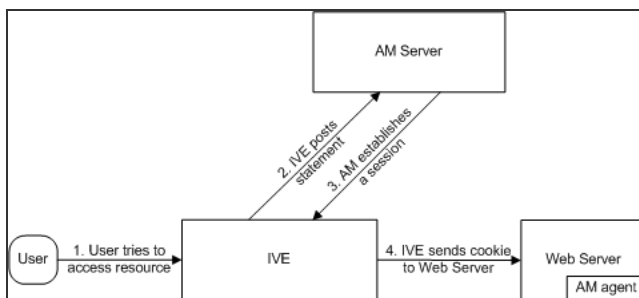 AM Server
2. IVE posts
statement
3. AM establishes
a session
User
1. User tries to
access resource
IVE
4. IVE sends cookie
to Web Server
Web Server
AM agent